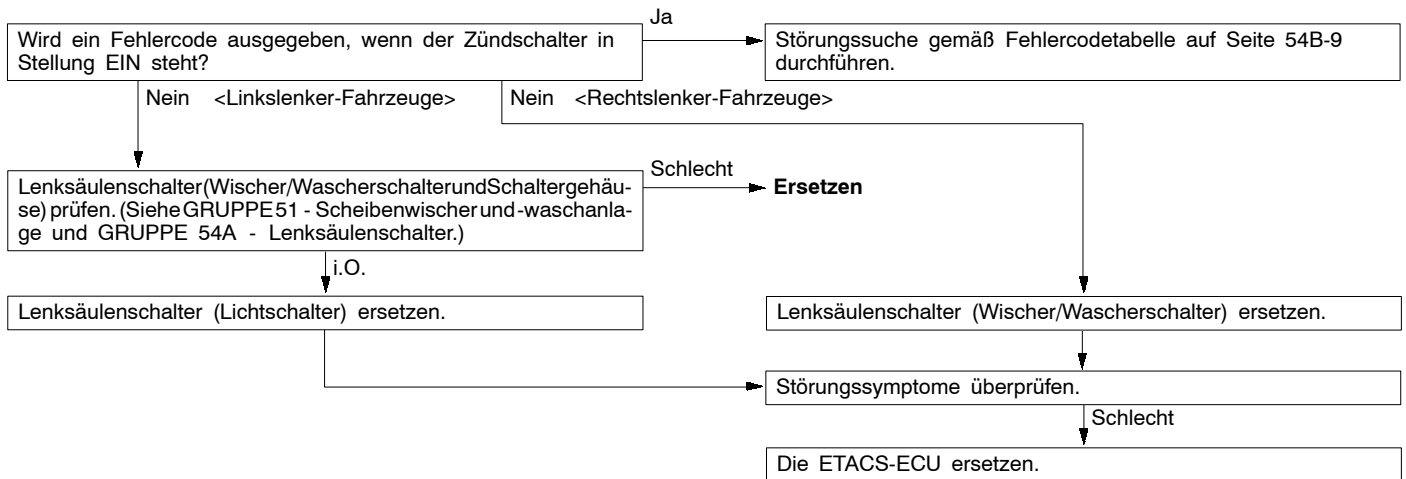 Ja
Wird ein Fehlercode ausgegeben, wenn der Zündschalter in
Stellung EIN steht?
Störungssuche gemäß Fehlercodetabelle auf Seite 54B-9
durchführen.
Nein <Linkslenker-Fahrzeuge>
Nein <Rechtslenker-Fahrzeuge>
Lenksäulenschalter(Wischer/WascherschalterundSchaltergehäu-
se) prüfen. (Siehe GRUPPE 51 - Scheibenwischer und -waschanla-
ge und GRUPPE 54A - Lenksäulenschalter.)
Schlecht
Ersetzen
i.O.
Lenksäulenschalter (Lichtschalter) ersetzen.
Lenksäulenschalter (Wischer/Wascherschalter) ersetzen.
Störungssymptome überprüfen.
Schlecht
Die ETACS-ECU ersetzen.